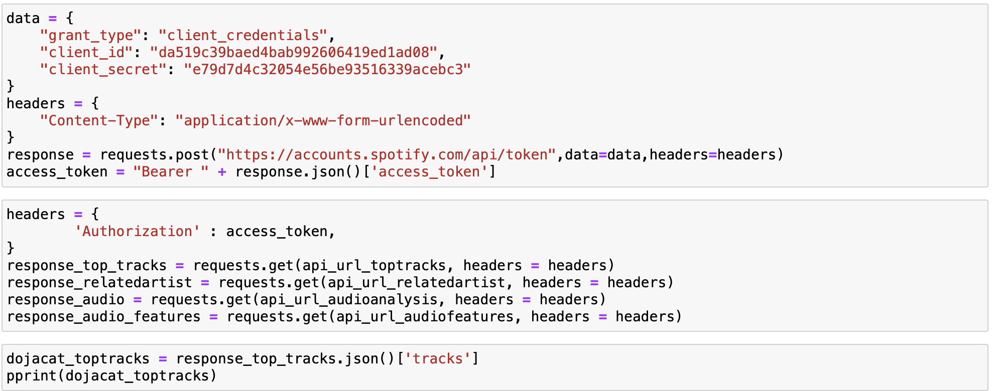 data = {
    "grant_type": "client_credentials",
    "client_id": "da519c39baed4bab992606419ed1ad08",
    "client_secret": "e79d7d4c32054e56be93516339acebc3"
}
headers = {
    "Content-Type": "application/x-www-form-urlencoded"
}
response = requests.post("https://accounts.spotify.com/api/token",data=data,headers=headers)
access_token = "Bearer " + response.json()['access_token']
headers = {
        'Authorization' : access_token,
}
response_top_tracks = requests.get(api_url_toptracks, headers = headers)
response_relatedartist = requests.get(api_url_relatedartist, headers = headers)
response_audio = requests.get(api_url_audioanalysis, headers = headers)
response_audio_features = requests.get(api_url_audiofeatures, headers = headers)
dojacat_toptracks = response_top_tracks.json()['tracks']
pprint(dojacat_toptracks)